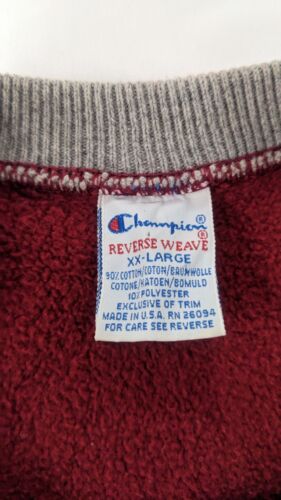 Champion®
REVERSE WEAVE®
XX-LARGE
90% COTTON/COTON/BAUMWOLLE
COTONE/KATOEN/BOMULD
10% POLYESTER
EXCLUSIVE OF TRIM
MADE IN U.S.A. RN 26094
FOR CARE SEE REVERSE